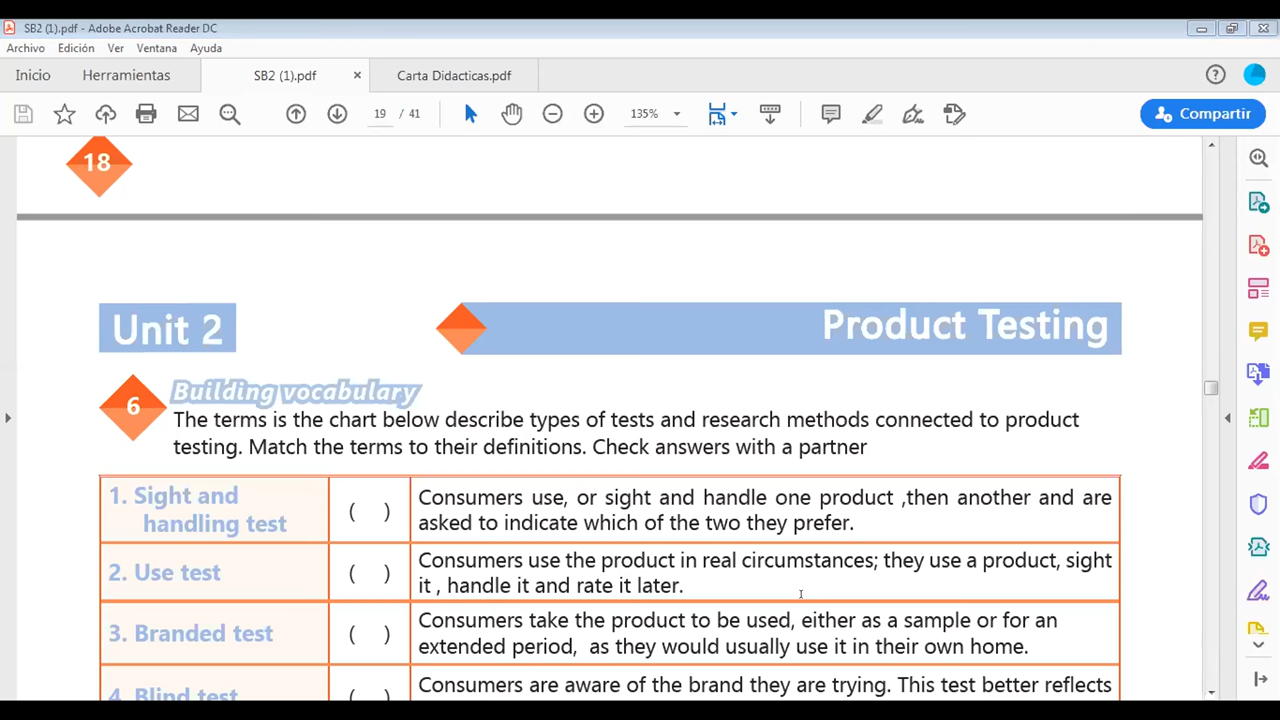 SB2 (1).pdf - Adobe Acrobat Reader DC
Archivo Edición Ver Ventana Ayuda
Inicio Herramientas SB2 (1).pdf × Carta Didacticas.pdf
19 / 41 135% Compartir
18
Unit 2 Product Testing
6 Building vocabulary
The terms is the chart below describe types of tests and research methods connected to product
testing. Match the terms to their definitions. Check answers with a partner
1. Sight and
handling test
( )
Consumers use, or sight and handle one product ,then another and are
asked to indicate which of the two they prefer.
2. Use test
( )
Consumers use the product in real circumstances; they use a product, sight
it , handle it and rate it later.
3. Branded test
( )
Consumers take the product to be used, either as a sample or for an
extended period, as they would usually use it in their own home.
4. Blind test
( )
Consumers are aware of the brand they are trying. This test better reflects